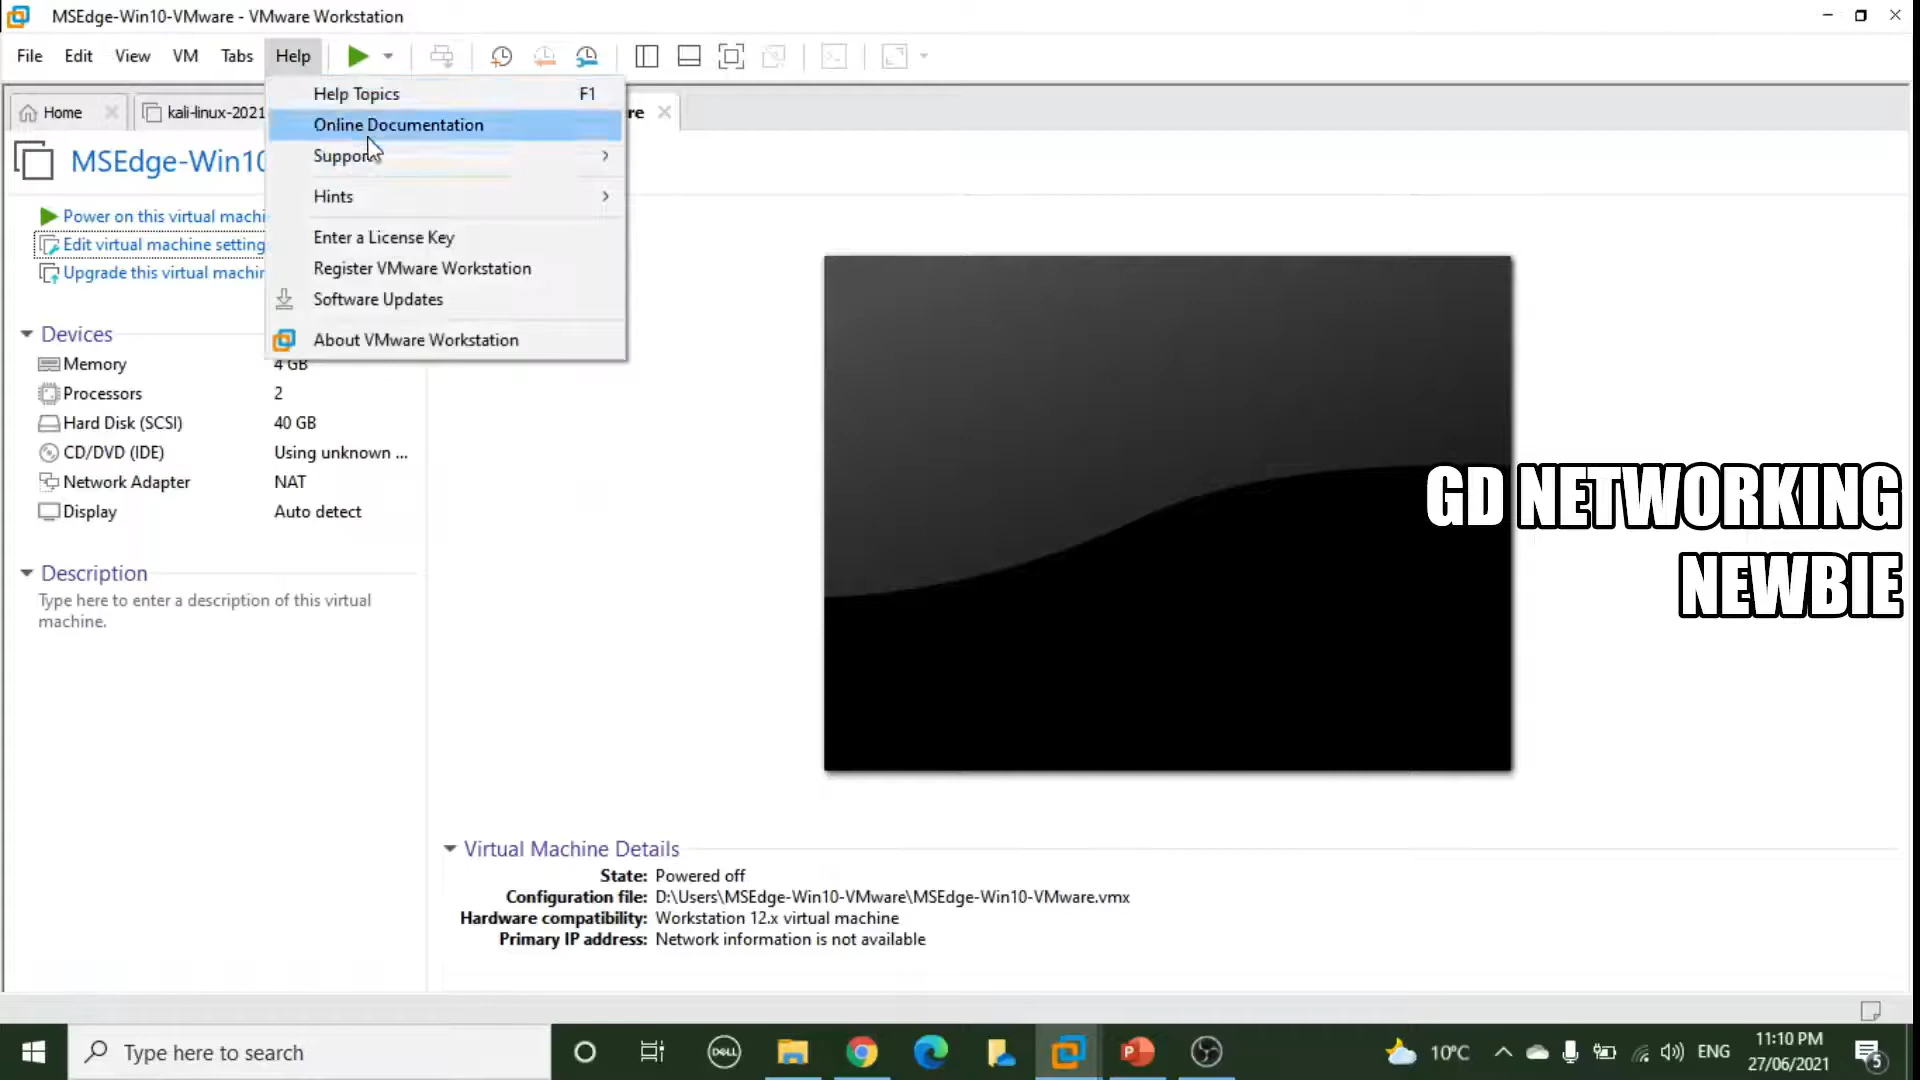 MSEdge-Win10-VMware - VMware Workstation
File Edit View VM Tabs Help
Home kali-linux-2021 re
Help Topics F1
Online Documentation
Support
Hints
Enter a License Key
Register VMware Workstation
Software Updates
About VMware Workstation
MSEdge-Win10
Power on this virtual machi
Edit virtual machine setting
Upgrade this virtual machin
Devices
Memory 4 GB
Processors 2
Hard Disk (SCSI) 40 GB
CD/DVD (IDE) Using unknown ...
Network Adapter NAT
Display Auto detect
Description
Type here to enter a description of this virtual
machine.
GD NETWORKING
NEWBIE
Virtual Machine Details
State: Powered off
Configuration file: D:\Users\MSEdge-Win10-VMware\MSEdge-Win10-VMware.vmx
Hardware compatibility: Workstation 12.x virtual machine
Primary IP address: Network information is not available
Type here to search
DELL
P
10°C
ENG
11:10 PM
27/06/2021
5